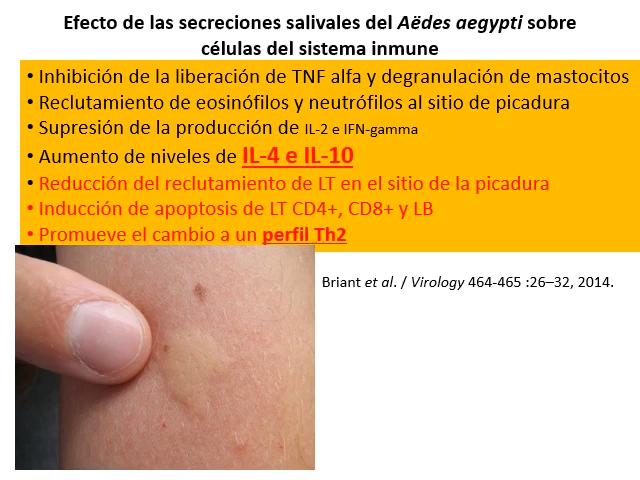 Efecto de las secreciones salivales del Aëdes aegypti sobre
células del sistema inmune
• Inhibición de la liberación de TNF alfa y degranulación de mastocitos
• Reclutamiento de eosinófilos y neutrófilos al sitio de picadura
• Supresión de la producción de IL-2 e IFN-gamma
• Aumento de niveles de IL-4 e IL-10
• Reducción del reclutamiento de LT en el sitio de la picadura
• Inducción de apoptosis de LT CD4+, CD8+ y LB
• Promueve el cambio a un perfil Th2
Briant et al. / Virology 464-465 :26–32, 2014.